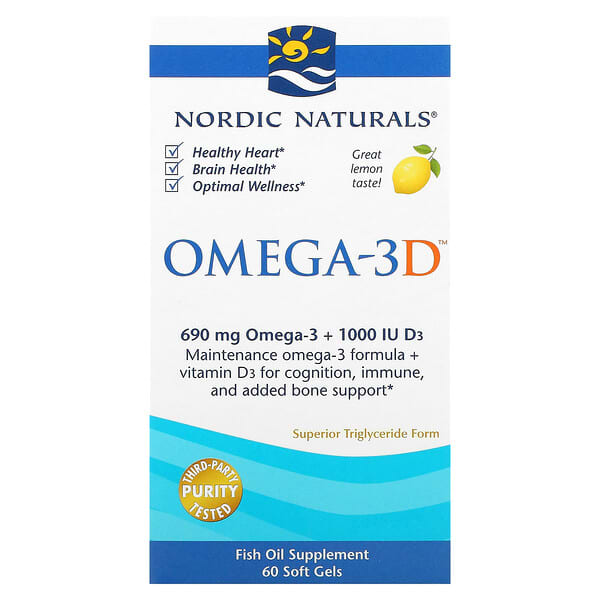 NORDIC NATURALS®
Healthy Heart*
Brain Health*
Optimal Wellness*
Great
lemon
taste!
OMEGA-3D™
690 mg Omega-3 + 1000 IU D3
Maintenance omega-3 formula +
vitamin D3 for cognition, immune,
and added bone support*
Superior Triglyceride Form
THIRD-PARTY
PURITY
TESTED
Fish Oil Supplement
60 Soft Gels